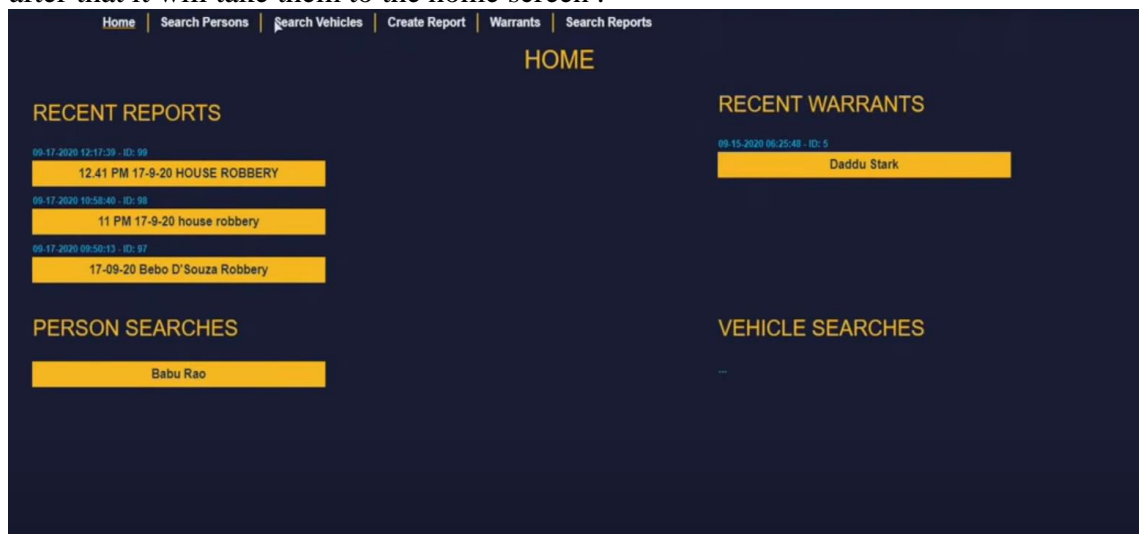 after that it will take them to the home screen .
Home | Search Persons | Search Vehicles | Create Report | Warrants | Search Reports
HOME
RECENT REPORTS
09-17-2020 12:17:39 - ID: 99
12.41 PM 17-9-20 HOUSE ROBBERY
09-17-2020 10:58:40 - ID: 98
11 PM 17-9-20 house robbery
09-17-2020 09:50:13 - ID: 97
17-09-20 Bebo D'Souza Robbery
RECENT WARRANTS
09-15-2020 06:25:48 - ID: 5
Daddu Stark
PERSON SEARCHES
Babu Rao
VEHICLE SEARCHES
...